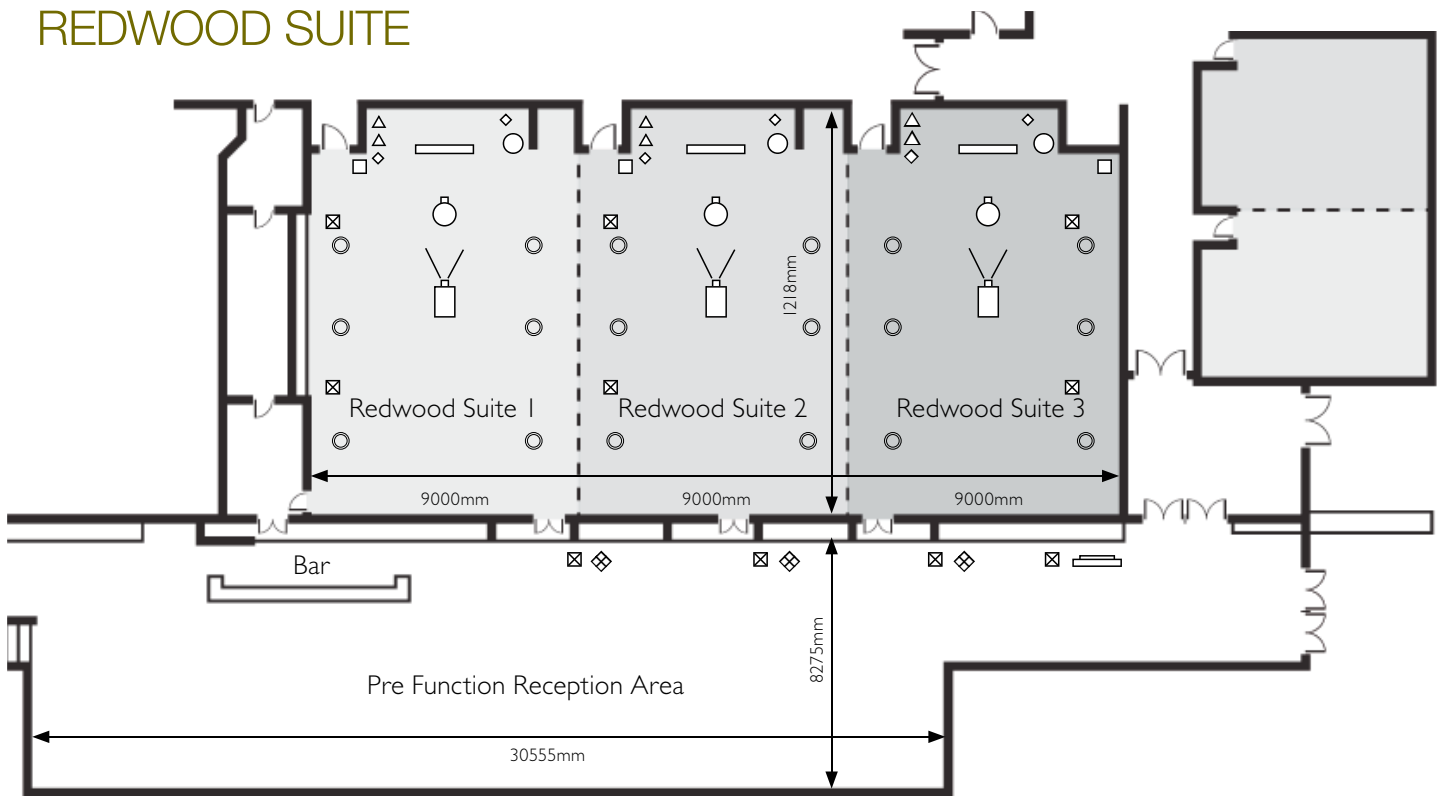 REDWOOD SUITE
1218mm
Redwood Suite 1
Redwood Suite 2
Redwood Suite 3
9000mm
9000mm
9000mm
Bar
8275mm
Pre Function Reception Area
30555mm